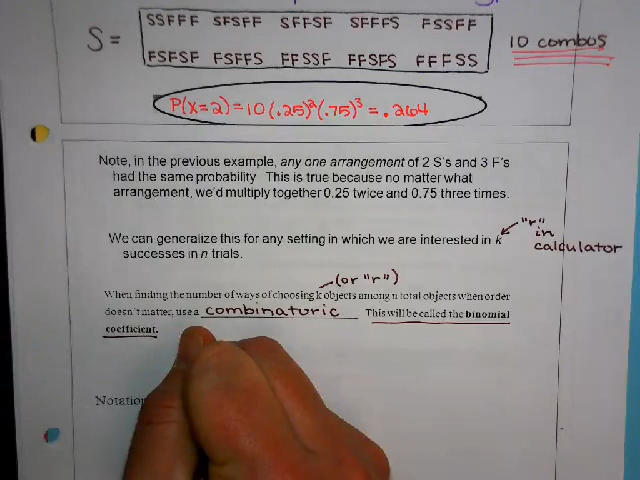 SSFFF SFSFF SFFSF SFFFS FSSFF
S =
10 combos
FSFSF FSFFS FFSSF FFSFS FFFSS
P(X=2) = 10 (.25)² (.75)³ = .264
Note, in the previous example, any one arrangement of 2 S's and 3 F's
had the same probability This is true because no matter what
arrangement, we'd multiply together 0.25 twice and 0.75 three times.
"r"
in
calculator
We can generalize this for any setting in which we are interested in k
successes in n trials.
(or "r")
When finding the number of ways of choosing k objects among n total objects when order
doesn't matter, use a combinatoric This will be called the binomial
coefficient.